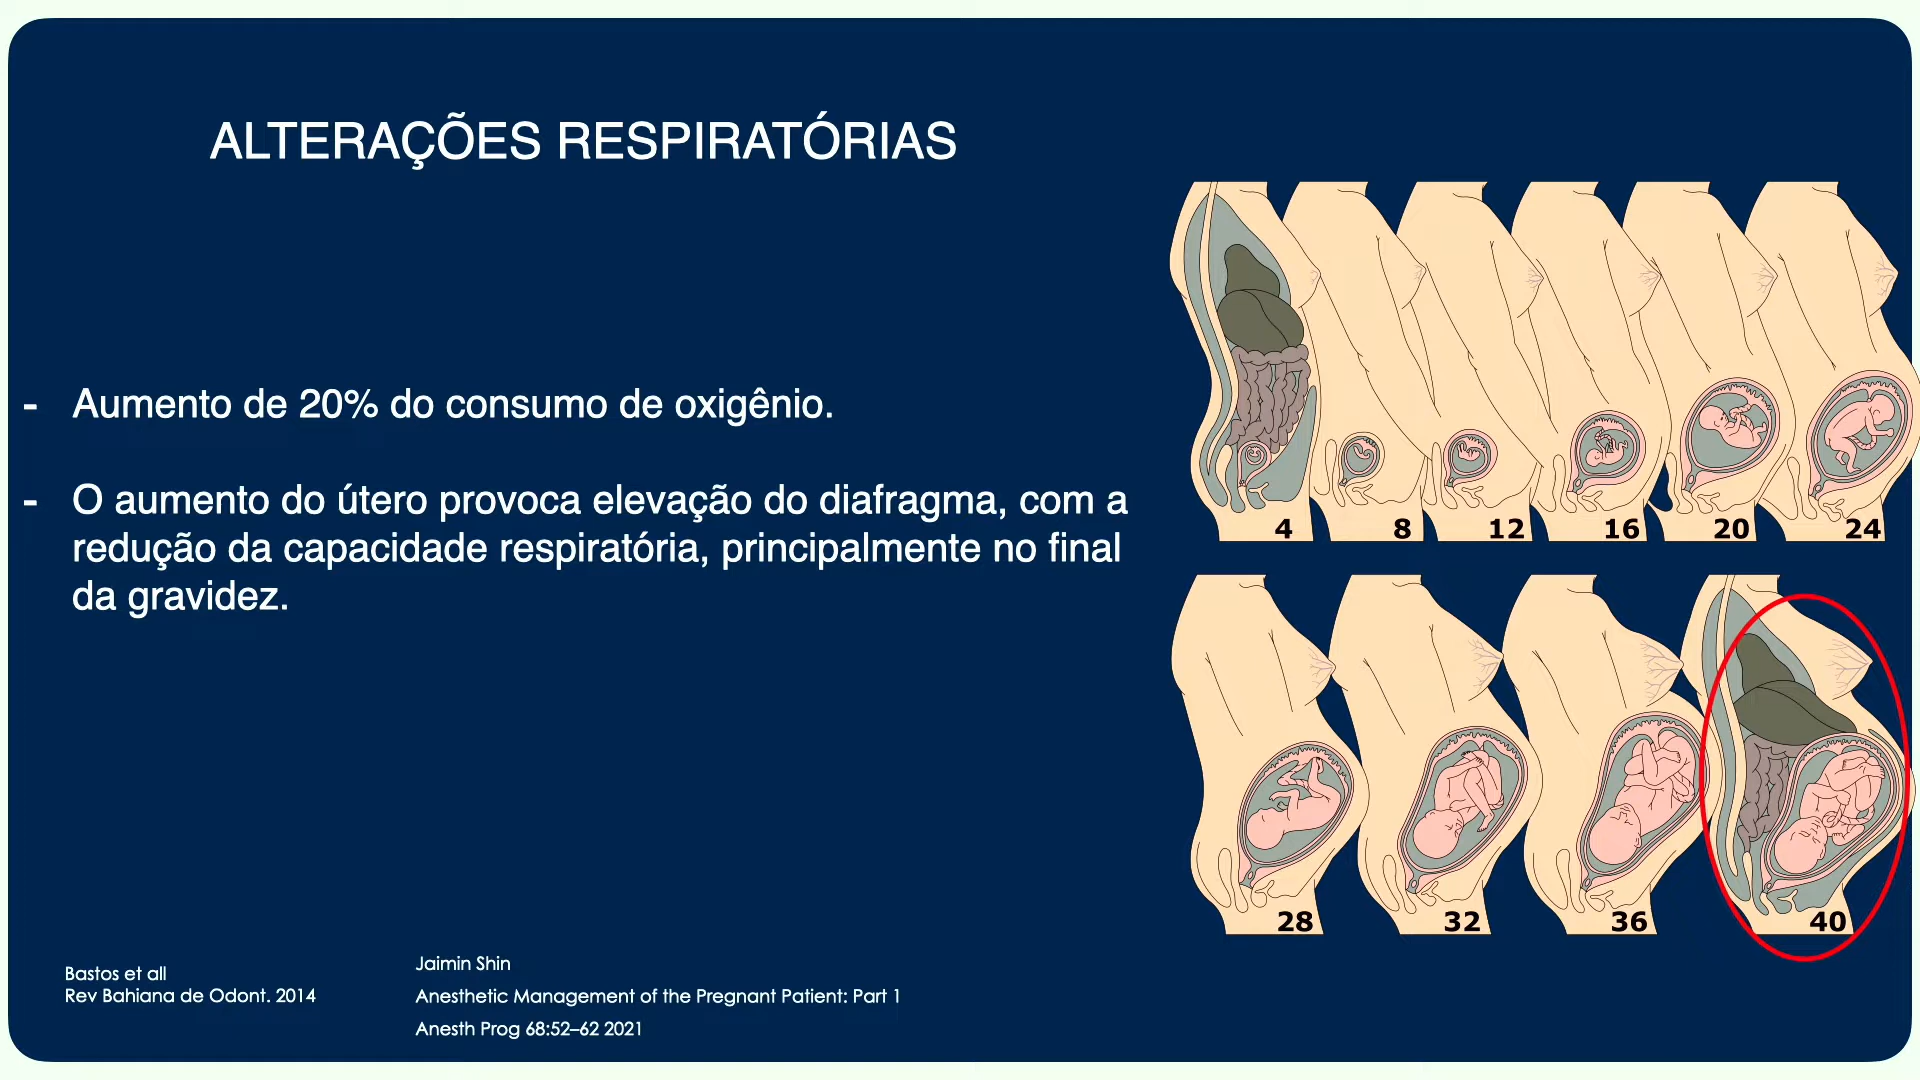 ALTERAÇÕES RESPIRATÓRIAS
- Aumento de 20% do consumo de oxigênio.
- O aumento do útero provoca elevação do diafragma, com a
redução da capacidade respiratória, principalmente no final
da gravidez.
4 8 12 16 20 24
28 32 36 40
Bastos et all
Rev Bahiana de Odont. 2014
Jaimin Shin
Anesthetic Management of the Pregnant Patient: Part 1
Anesth Prog 68:52–62 2021